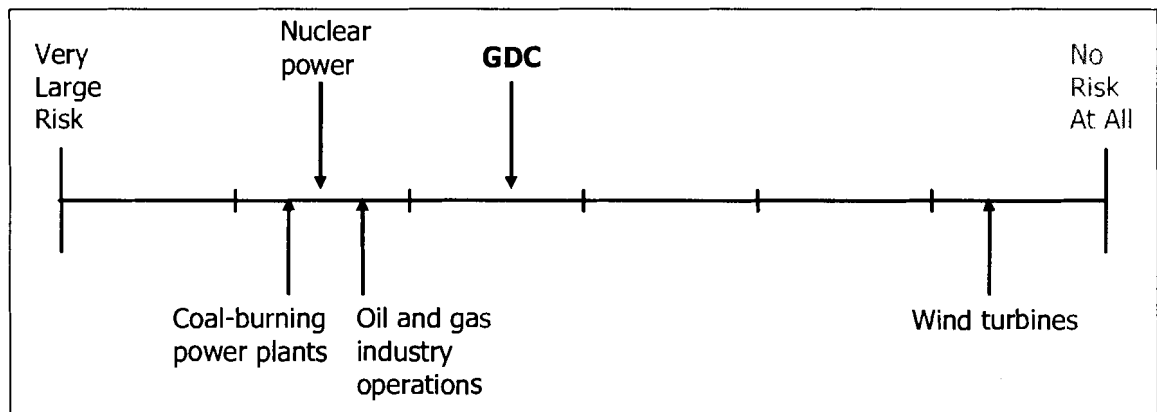 Very
Large
Risk
Nuclear
power
GDC
No
Risk
At All
Coal-burning
power plants
Oil and gas
industry
operations
Wind turbines